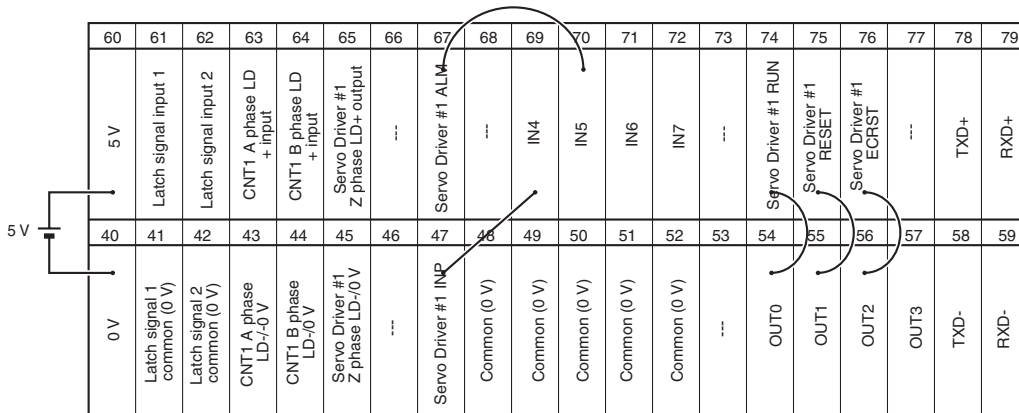 60 61 62 63 64 65 66 67 68 69 70 71 72 73 74 75 76 77 78 79
5 V
Latch signal input 1
Latch signal input 2
CNT1 A phase LD
+ input
CNT1 B phase LD
+ input
Servo Driver #1
Z phase LD+ output
---
Servo Driver #1 ALM
---
IN4
IN5
IN6
IN7
---
Servo Driver #1 RUN
Servo Driver #1
RESET
Servo Driver #1
ECRST
---
TXD+
RXD+
5 V
40 41 42 43 44 45 46 47 48 49 50 51 52 53 54 55 56 57 58 59
0 V
Latch signal 1
common (0 V)
Latch signal 2
common (0 V)
CNT1 A phase
LD-/-0 V
CNT1 B phase
LD-/0 V
Servo Driver #1
Z phase LD-/0 V
---
Servo Driver #1 INP
Common (0 V)
Common (0 V)
Common (0 V)
Common (0 V)
Common (0 V)
---
OUT0
OUT1
OUT2
OUT3
TXD-
RXD-